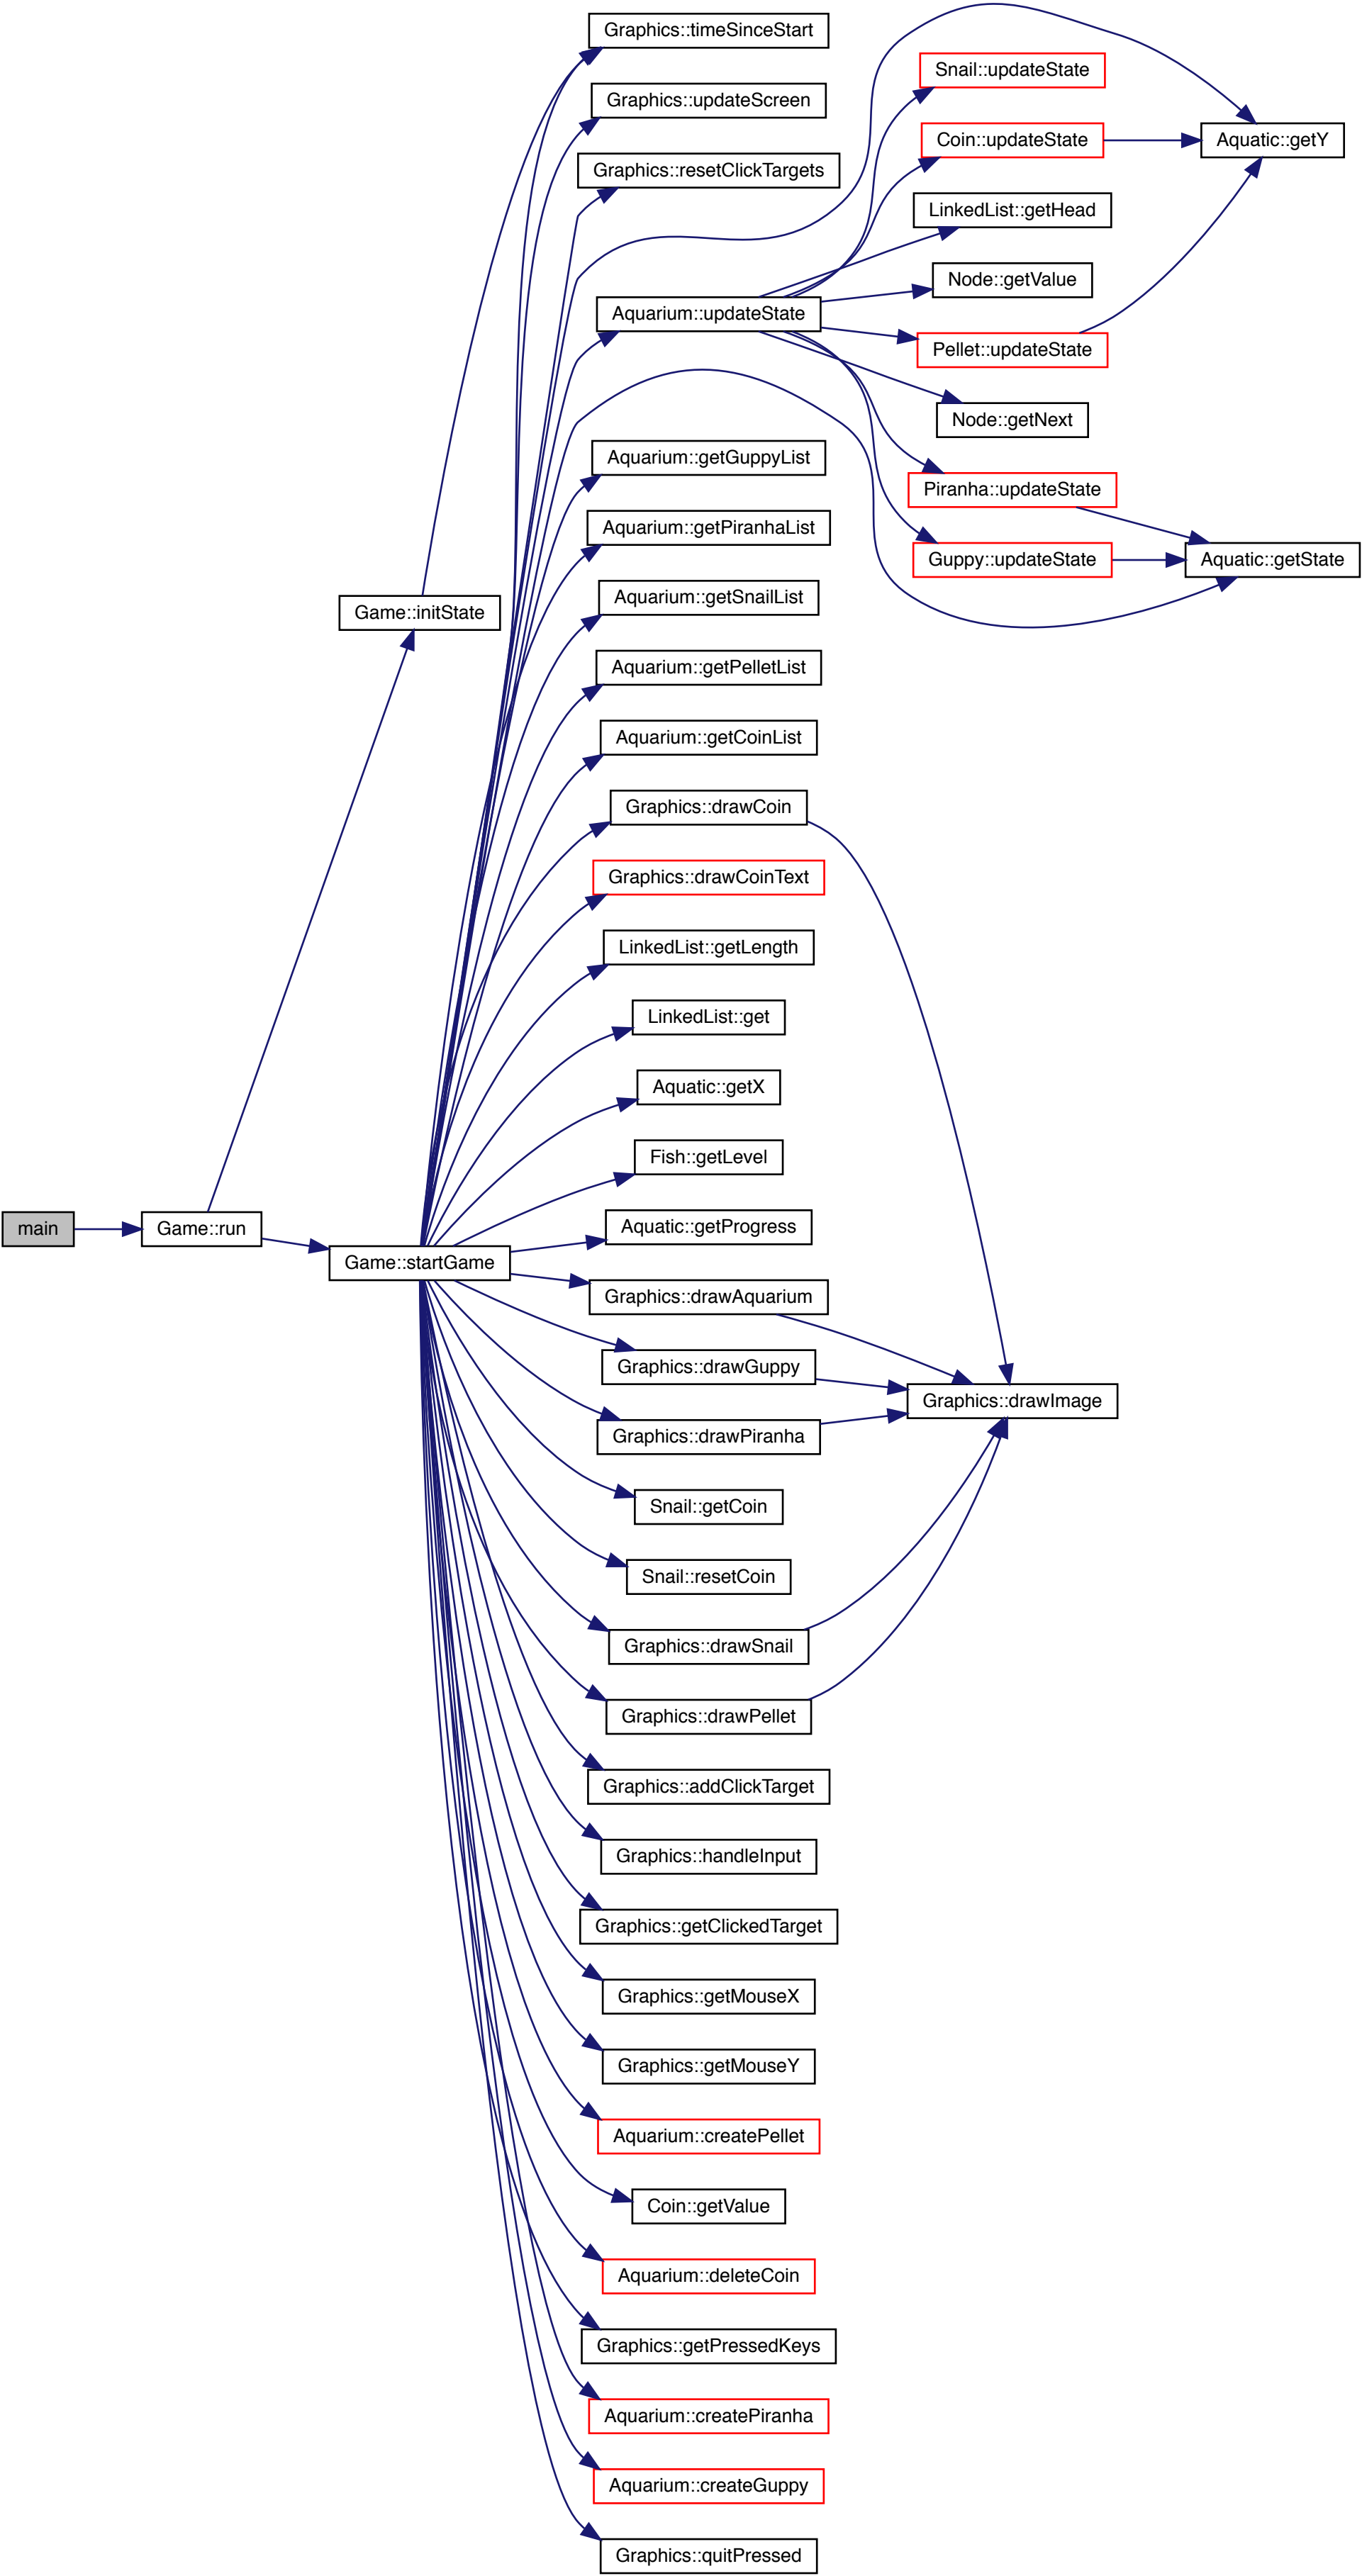 main
Game::run
Game::initState
Game::startGame
Graphics::timeSinceStart
Graphics::updateScreen
Graphics::resetClickTargets
Aquarium::updateState
Aquarium::getGuppyList
Aquarium::getPiranhaList
Aquarium::getSnailList
Aquarium::getPelletList
Aquarium::getCoinList
Graphics::drawCoin
Graphics::drawCoinText
LinkedList::getLength
LinkedList::get
Aquatic::getX
Fish::getLevel
Aquatic::getProgress
Graphics::drawAquarium
Graphics::drawGuppy
Graphics::drawPiranha
Snail::getCoin
Snail::resetCoin
Graphics::drawSnail
Graphics::drawPellet
Graphics::addClickTarget
Graphics::handleInput
Graphics::getClickedTarget
Graphics::getMouseX
Graphics::getMouseY
Aquarium::createPellet
Coin::getValue
Aquarium::deleteCoin
Graphics::getPressedKeys
Aquarium::createPiranha
Aquarium::createGuppy
Graphics::quitPressed
Snail::updateState
Coin::updateState
LinkedList::getHead
Node::getValue
Pellet::updateState
Node::getNext
Piranha::updateState
Guppy::updateState
Graphics::drawImage
Aquatic::getY
Aquatic::getState